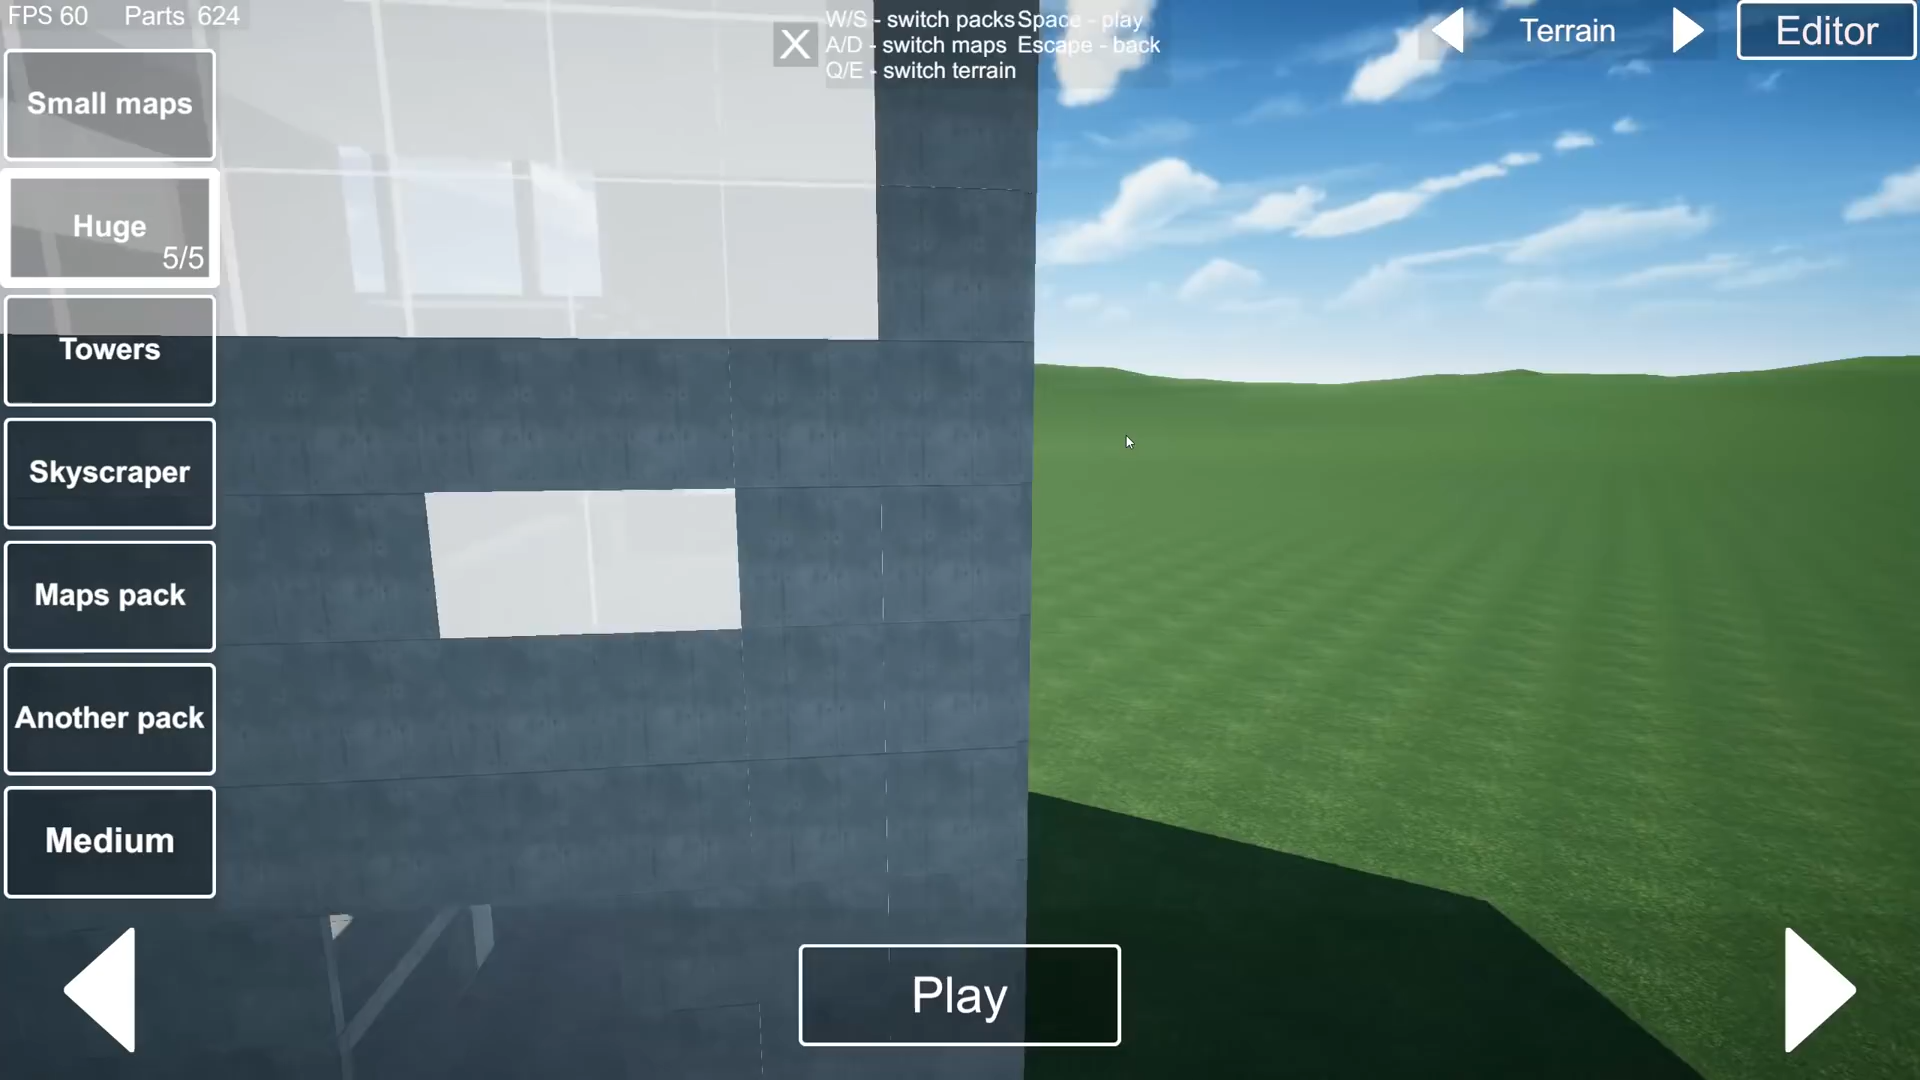 FPS 60 Parts 624
W/S - switch packs Space - play
A/D - switch maps Escape - back
Q/E - switch terrain
X
Terrain
Editor
Small maps
Huge
5/5
Towers
Skyscraper
Maps pack
Another pack
Medium
Play